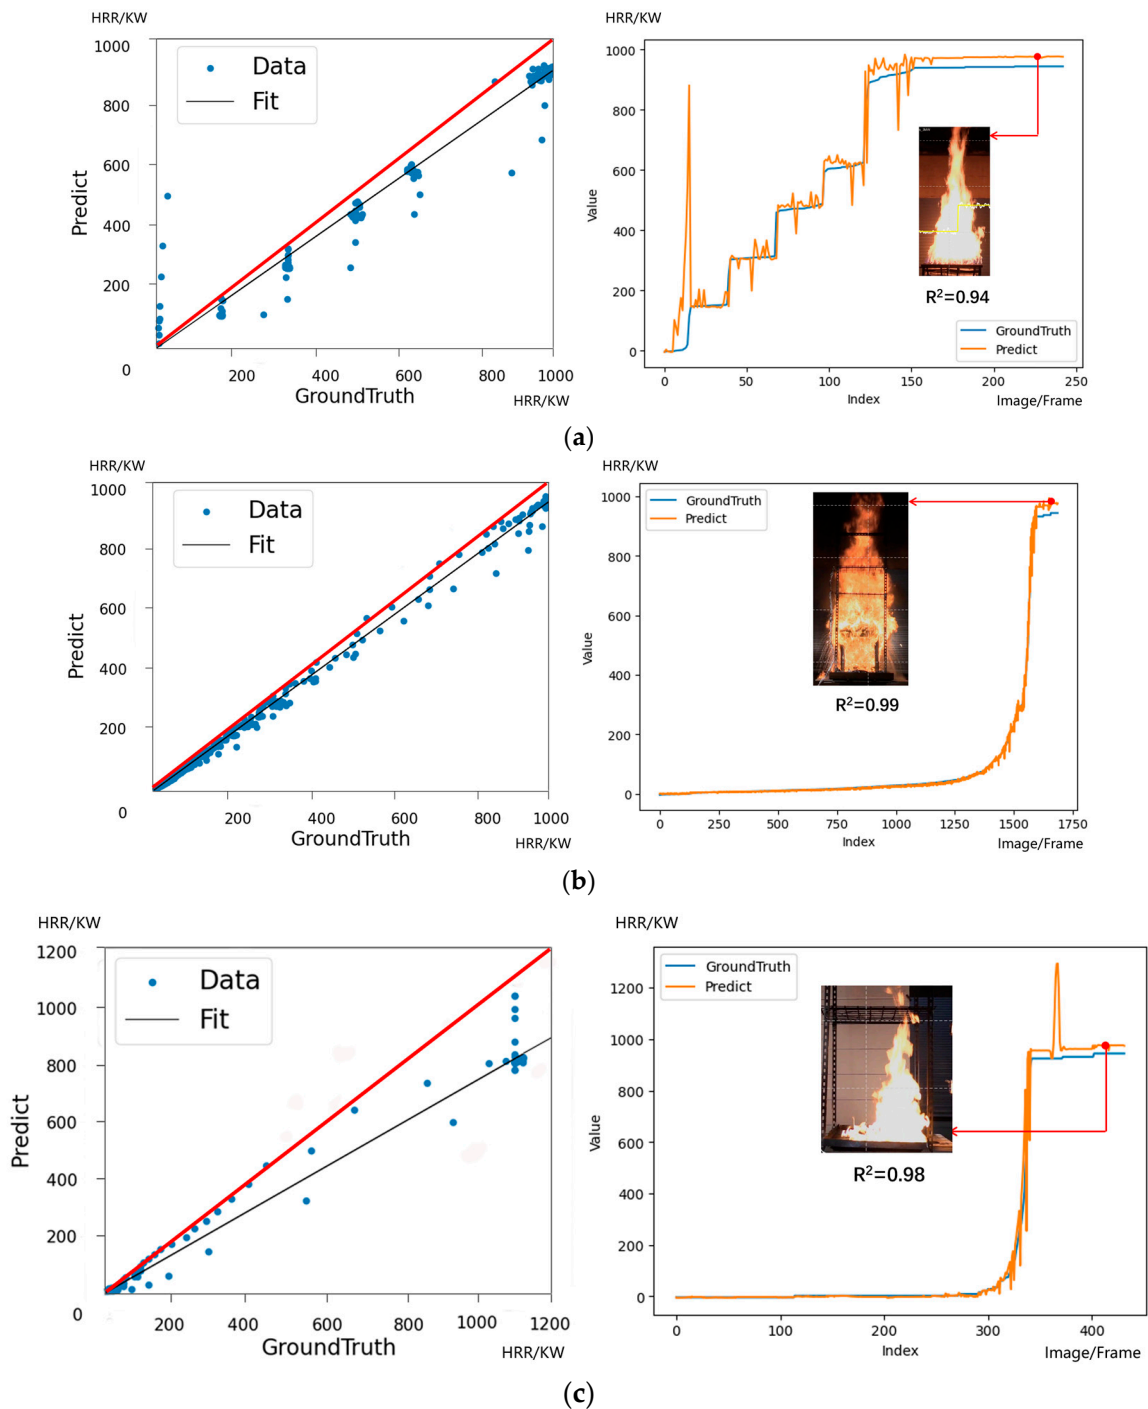 HRR/KW
1000
800
600
400
200
0
Predict
Data
Fit
200
400
600
800
1000
GroundTruth
HRR/KW
HRR/KW
1000
800
600
400
200
0
Value
R²=0.94
GroundTruth
Predict
0
50
100
150
200
250
Index
Image/Frame
(a)
HRR/KW
1000
800
600
400
200
0
Predict
Data
Fit
200
400
600
800
1000
GroundTruth
HRR/KW
HRR/KW
1000
800
600
400
200
0
Value
GroundTruth
Predict
R²=0.99
0
250
500
750
1000
1250
1500
1750
Index
Image/Frame
(b)
HRR/KW
1200
1000
800
600
400
200
0
Predict
Data
Fit
200
400
600
800
1000
1200
GroundTruth
HRR/KW
HRR/KW
1200
1000
800
600
400
200
0
Value
GroundTruth
Predict
R²=0.98
0
100
200
300
400
Index
Image/Frame
(c)